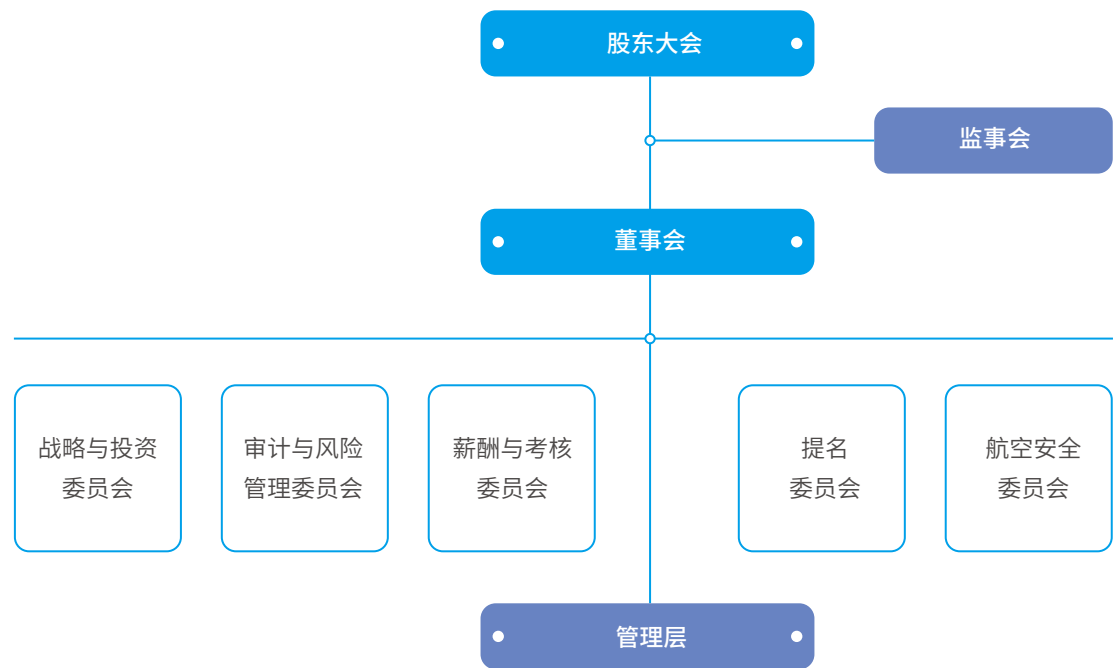 股东大会
监事会
董事会
战略与投资
委员会
审计与风险
管理委员会
薪酬与考核
委员会
提名
委员会
航空安全
委员会
管理层